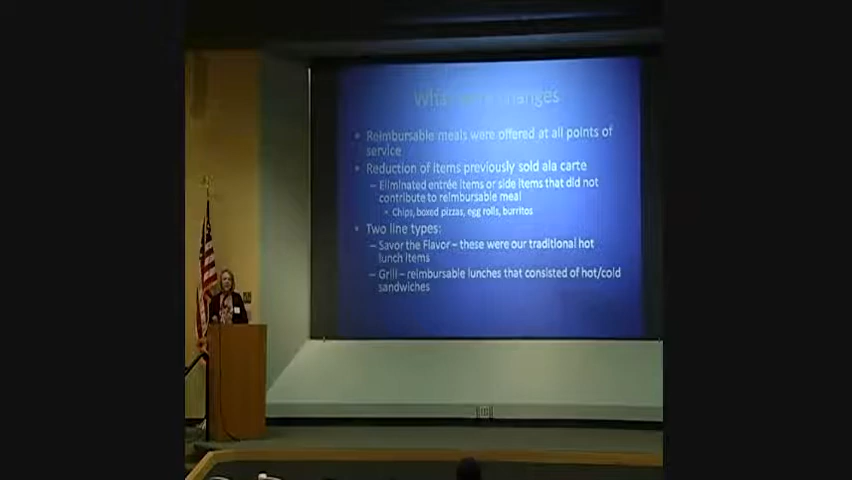 What changes
• Reimbursable meals were offered at all points of
service
• Reduction of items previously sold ala carte
– Eliminated entrée items or side items that did not
contribute to reimbursable meal
• Chips, boxed pizzas, egg rolls, burritos
• Two line types:
– Savor the Flavor – these were our traditional hot
lunch items
– Grill – reimbursable lunches that consisted of hot/cold
sandwiches